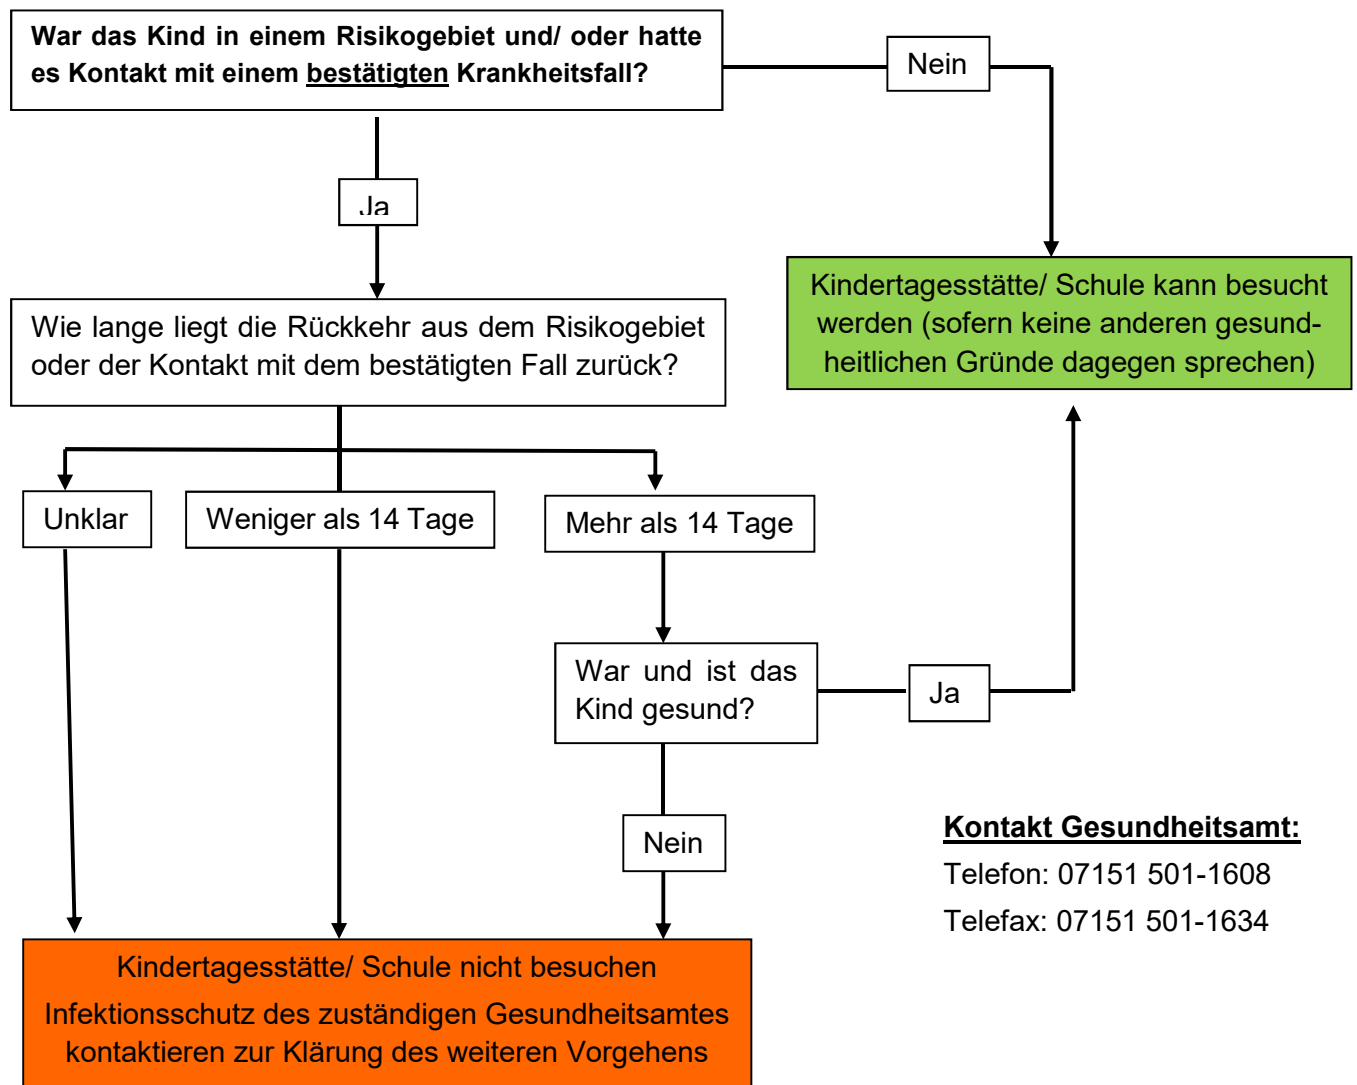 War das Kind in einem Risikogebiet und/ oder hatte
es Kontakt mit einem bestätigten Krankheitsfall?
Nein
Ja
Kindertagesstätte/ Schule kann besucht
werden (sofern keine anderen gesund-
heitlichen Gründe dagegen sprechen)
Wie lange liegt die Rückkehr aus dem Risikogebiet
oder der Kontakt mit dem bestätigten Fall zurück?
Unklar
Weniger als 14 Tage
Mehr als 14 Tage
War und ist das
Kind gesund?
Ja
Nein
Kontakt Gesundheitsamt:
Telefon: 07151 501-1608
Telefax: 07151 501-1634
Kindertagesstätte/ Schule nicht besuchen
Infektionsschutz des zuständigen Gesundheitsamtes
kontaktieren zur Klärung des weiteren Vorgehens